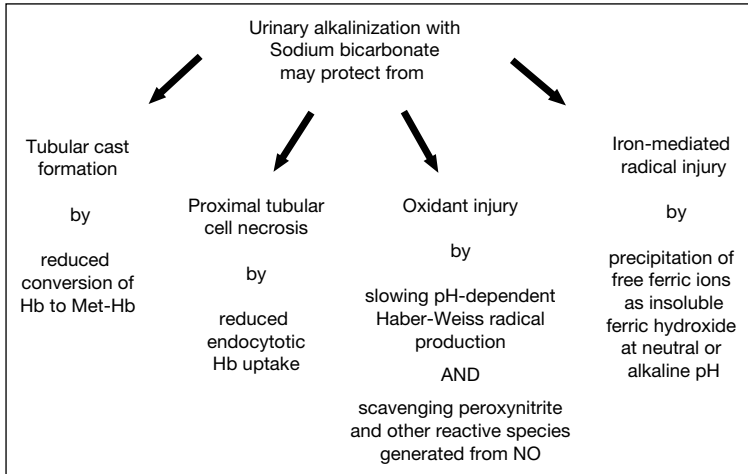 Urinary alkalinization with
Sodium bicarbonate
may protect from
Tubular cast
formation
by
reduced
conversion of
Hb to Met-Hb
Proximal tubular
cell necrosis
by
reduced
endocytotic
Hb uptake
Oxidant injury
by
slowing pH-dependent
Haber-Weiss radical
production
AND
scavenging peroxynitrite
and other reactive species
generated from NO
Iron-mediated
radical injury
by
precipitation of
free ferric ions
as insoluble
ferric hydroxide
at neutral or
alkaline pH